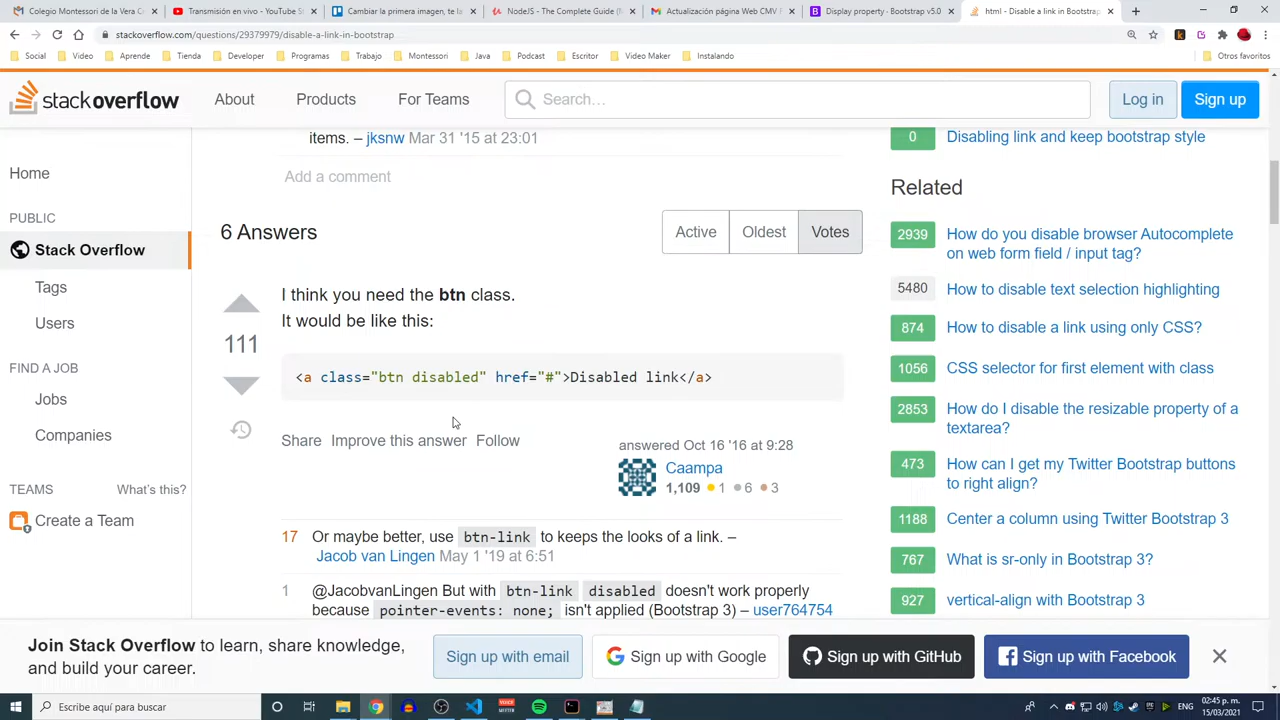 Colegio Montessori de la Vera C
Transmisión en vivo - YouTube S
Cambiar la primera imagen, te la
NodeJS - The Complete Guide (M
Actualización página Web CMV /
Display property · Bootstrap v5.0
html - Disable a link in Bootstrap
stackoverflow.com/questions/29379979/disable-a-link-in-bootstrap
Social
Video
Aprende
Tienda
Developer
Programas
Trabajo
Montessori
Java
Podcast
Escritor
Video Maker
Instalando
Otros favoritos
stackoverflow
About
Products
For Teams
Search…
Log in
Sign up
items. – jksnw Mar 31 '15 at 23:01
Add a comment
Home
PUBLIC
Stack Overflow
Tags
Users
FIND A JOB
Jobs
Companies
TEAMS What's this?
Create a Team
6 Answers
Active
Oldest
Votes
111
I think you need the btn class.
It would be like this:
<a class="btn disabled" href="#">Disabled link</a>
Share Improve this answer Follow
answered Oct 16 '16 at 9:28
Caampa
1,109 1 6 3
17 Or maybe better, use btn-link to keeps the looks of a link. –
Jacob van Lingen May 1 '19 at 6:51
1 @JacobvanLingen But with btn-link disabled doesn't work properly
because pointer-events: none; isn't applied (Bootstrap 3) – user764754
0 Disabling link and keep bootstrap style
Related
2939 How do you disable browser Autocomplete
on web form field / input tag?
5480 How to disable text selection highlighting
874 How to disable a link using only CSS?
1056 CSS selector for first element with class
2853 How do I disable the resizable property of a
textarea?
473 How can I get my Twitter Bootstrap buttons
to right align?
1188 Center a column using Twitter Bootstrap 3
767 What is sr-only in Bootstrap 3?
927 vertical-align with Bootstrap 3
Join Stack Overflow to learn, share knowledge,
and build your career.
Sign up with email
Sign up with Google
Sign up with GitHub
Sign up with Facebook
Escribe aquí para buscar
ENG
02:45 p. m.
15/03/2021